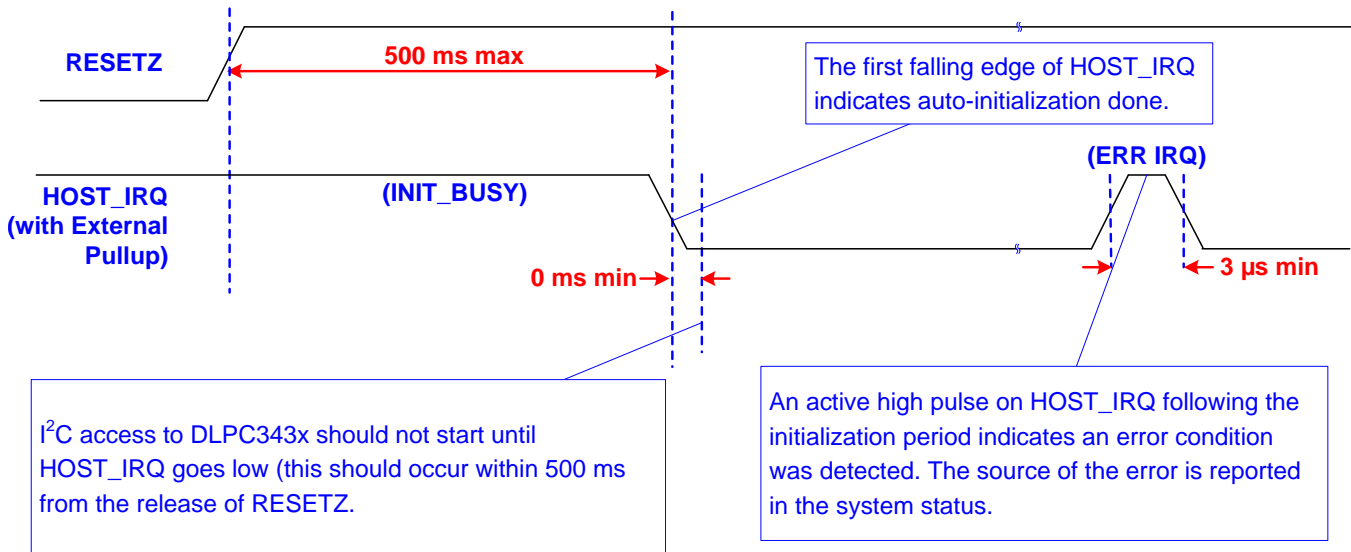 RESETZ
500 ms max
The first falling edge of HOST_IRQ
indicates auto-initialization done.
(ERR IRQ)
HOST_IRQ
(with External
Pullup)
(INIT_BUSY)
0 ms min
3 µs min
I²C access to DLPC343x should not start until
HOST_IRQ goes low (this should occur within 500 ms
from the release of RESETZ.
An active high pulse on HOST_IRQ following the
initialization period indicates an error condition
was detected. The source of the error is reported
in the system status.